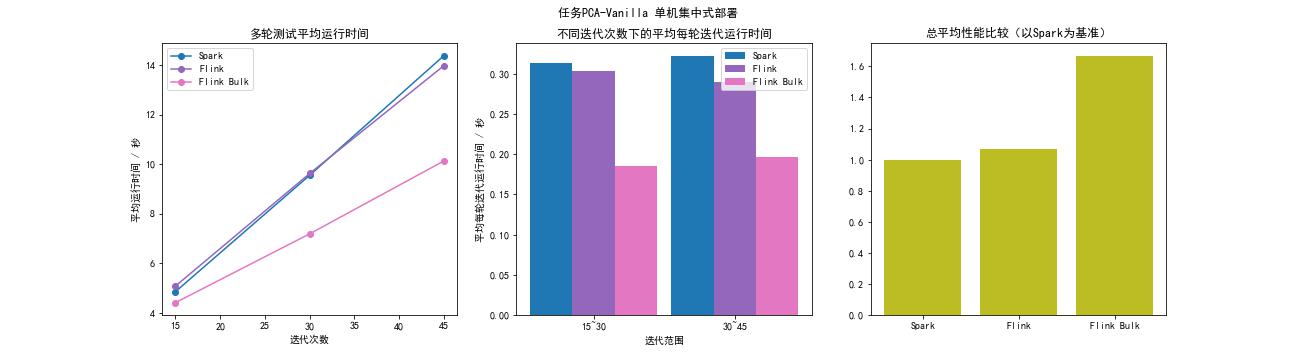 任务PCA-Vanilla 单机集中式部署
多轮测试平均运行时间
Spark
Flink
Flink Bulk
14
12
10
8
6
4
平均运行时间 / 秒
15
20
25
30
35
40
45
迭代次数
不同迭代次数下的平均每轮迭代运行时间
Spark
Flink
Flink Bulk
0.30
0.25
0.20
0.15
0.10
0.05
0.00
平均每轮迭代运行时间 / 秒
15~30
30~45
迭代范围
总平均性能比较（以Spark为基准）
1.6
1.4
1.2
1.0
0.8
0.6
0.4
0.2
0.0
Spark
Flink
Flink Bulk